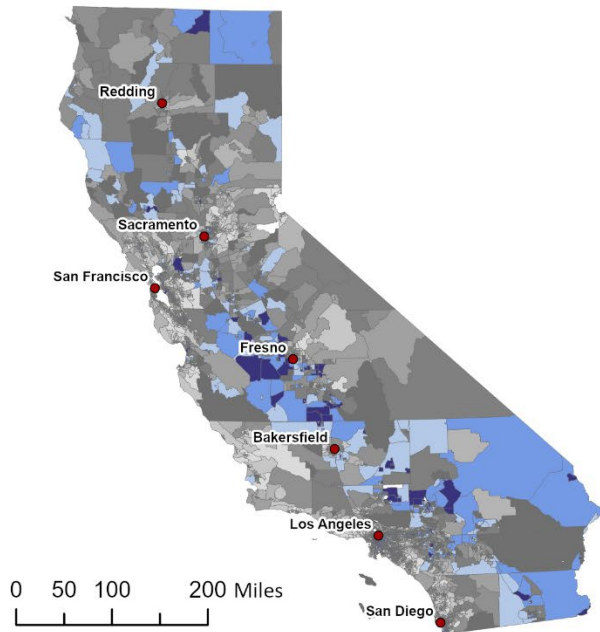 Redding
Sacramento
San Francisco
Fresno
Bakersfield
Los Angeles
0 50 100 200 Miles
San Diego